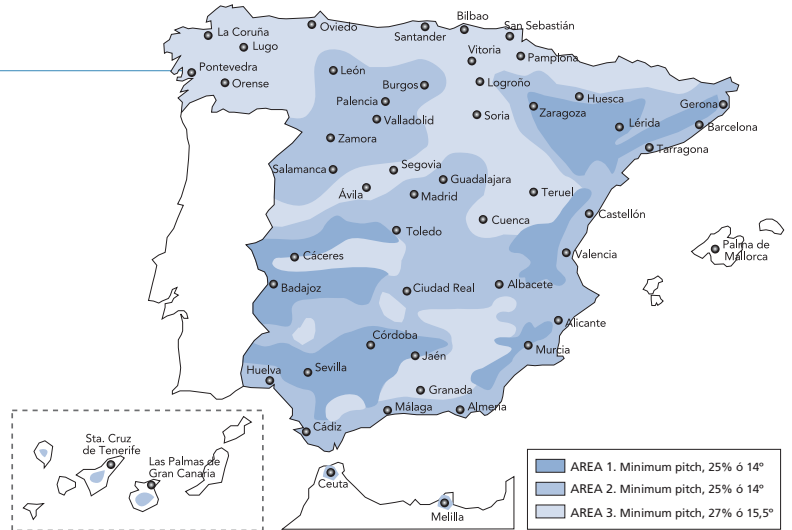 La Coruña
Lugo
Pontevedra
Orense
Oviedo
Santander
Bilbao
San Sebastián
Vitoria
Pamplona
León
Burgos
Logroño
Palencia
Valladolid
Soria
Zamora
Huesca
Zaragoza
Lérida
Gerona
Barcelona
Tarragona
Salamanca
Segovia
Ávila
Guadalajara
Madrid
Teruel
Cuenca
Castellón
Toledo
Cáceres
Valencia
Palma de
Mallorca
Badajoz
Ciudad Real
Albacete
Alicante
Córdoba
Jaén
Murcia
Huelva
Sevilla
Granada
Málaga
Almeria
Cádiz
Sta. Cruz
de Tenerife
Las Palmas de
Gran Canaria
Ceuta
Melilla
AREA 1. Minimum pitch, 25% ó 14º
AREA 2. Minimum pitch, 25% ó 14º
AREA 3. Minimum pitch, 27% ó 15,5º